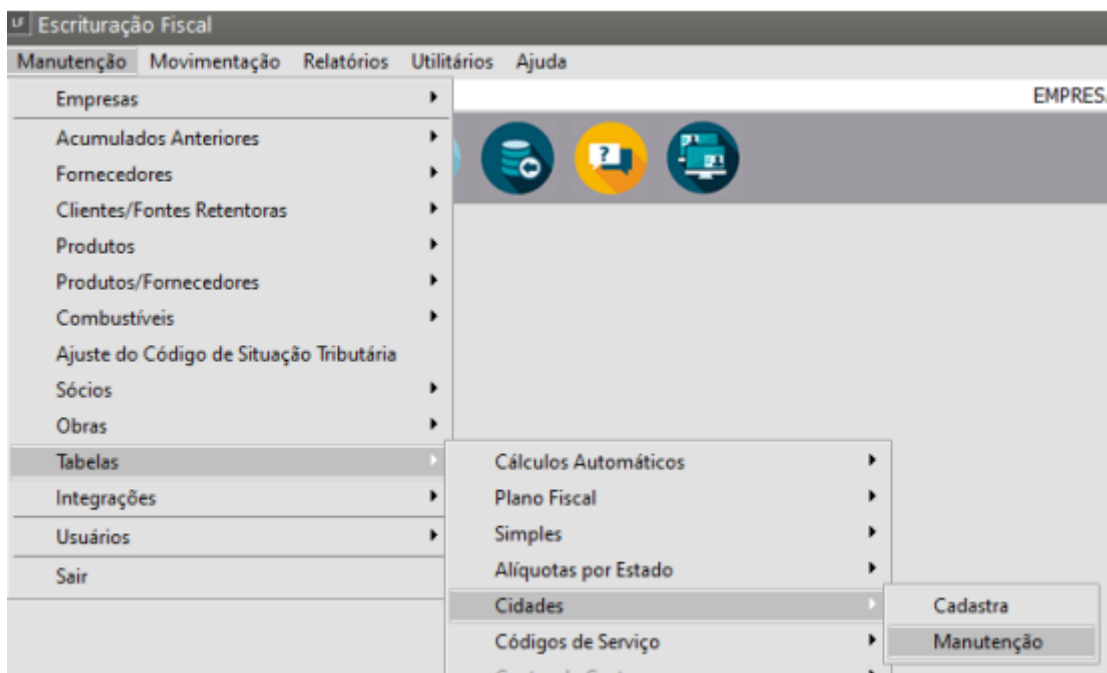 LF Escrituração Fiscal
Manutenção Movimentação Relatórios Utilitários Ajuda
EMPRES
Empresas
Acumulados Anteriores
Fornecedores
Clientes/Fontes Retentoras
Produtos
Produtos/Fornecedores
Combustíveis
Ajuste do Código de Situação Tributária
Sócios
Obras
Tabelas
Integrações
Usuários
Sair
Cálculos Automáticos
Plano Fiscal
Simples
Alíquotas por Estado
Cidades
Códigos de Serviço
Cadastra
Manutenção